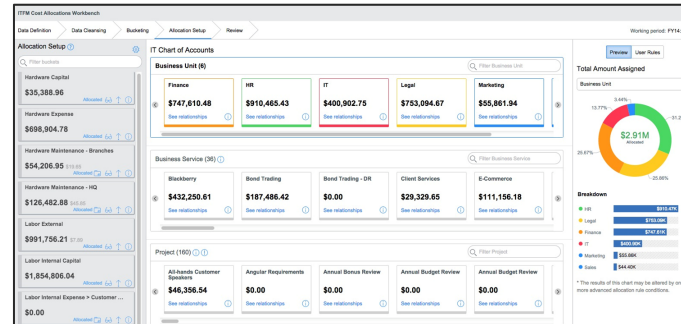 ITFM Cost Allocations Workbench
Data Definition
Data Cleansing
Bucketing
Allocation Setup
Review
Working period: FY14:
Allocation Setup
Filter buckets
Hardware Capital
$35,388.96
Allocated
Hardware Expense
$698,904.78
Allocated
Hardware Maintenance - Branches
$54,206.95
Allocated
Hardware Maintenance - HQ
$126,482.88
Allocated
Labor External
$991,756.21
Allocated
Labor Internal Capital
$1,854,806.04
Allocated
Labor Internal Expense > Customer ...
$0.00
Allocated
IT Chart of Accounts
Business Unit (6)
Filter Business Unit
Finance
$747,610.48
See relationships
HR
$910,465.43
See relationships
IT
$400,902.75
See relationships
Legal
$753,094.67
See relationships
Marketing
$55,861.94
See relationships
Business Service (36)
Filter Business Service
Blackberry
$432,250.61
See relationships
Bond Trading
$187,486.42
See relationships
Bond Trading - DR
$0.00
See relationships
Client Services
$29,329.65
See relationships
E-Commerce
$111,156.18
See relationships
Project (160)
Filter Project
All-hands Customer
Speakers
$46,356.54
See relationships
Angular Requirements
$0.00
See relationships
Annual Bonus Review
$0.00
See relationships
Annual Budget Review
$0.00
See relationships
Annual Budget Review
$0.00
See relationships
Preview
User Rules
Total Amount Assigned
Business Unit
3.44%
13.77%
31.2
$2.91M
Allocated
25.67%
25.86%
Breakdown
HR
$910.47K
Legal
$753.09K
Finance
$747.61K
IT
$400.90K
Marketing
$55.86K
Sales
$44.40K
* The results of this chart may be altered by one
more advanced allocation rule conditions.